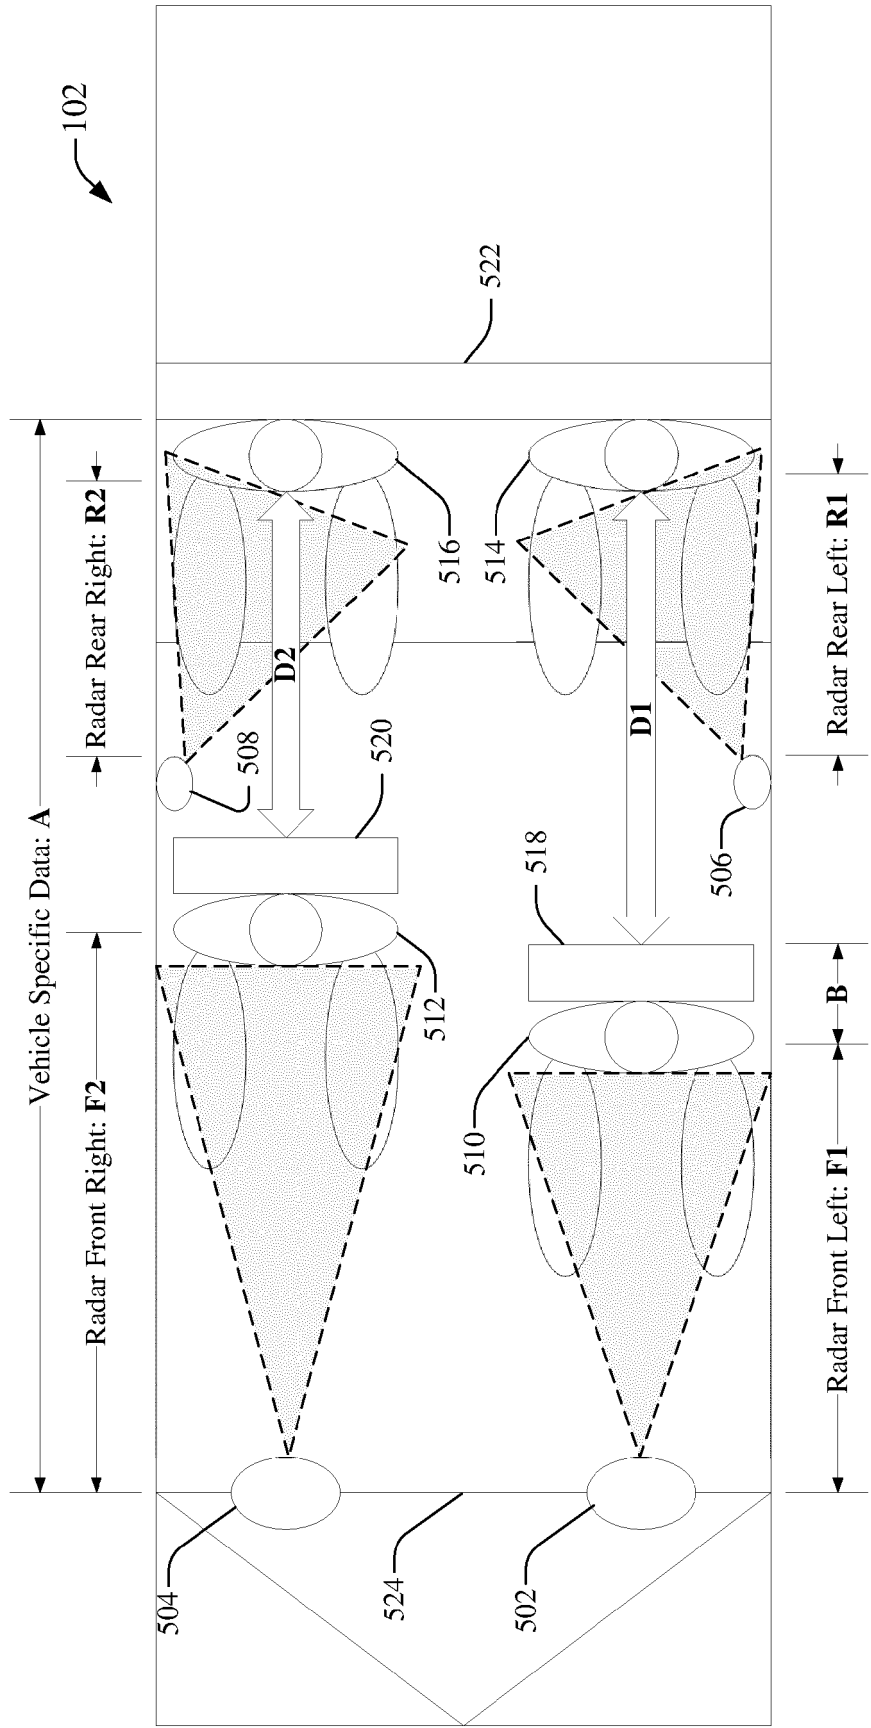 102
Vehicle Specific Data: A
Radar Front Right: F2
Radar Rear Right: R2
504
508
520
512
D2
516
522
524
514
502
510
518
D1
506
Radar Front Left: F1
B
Radar Rear Left: R1